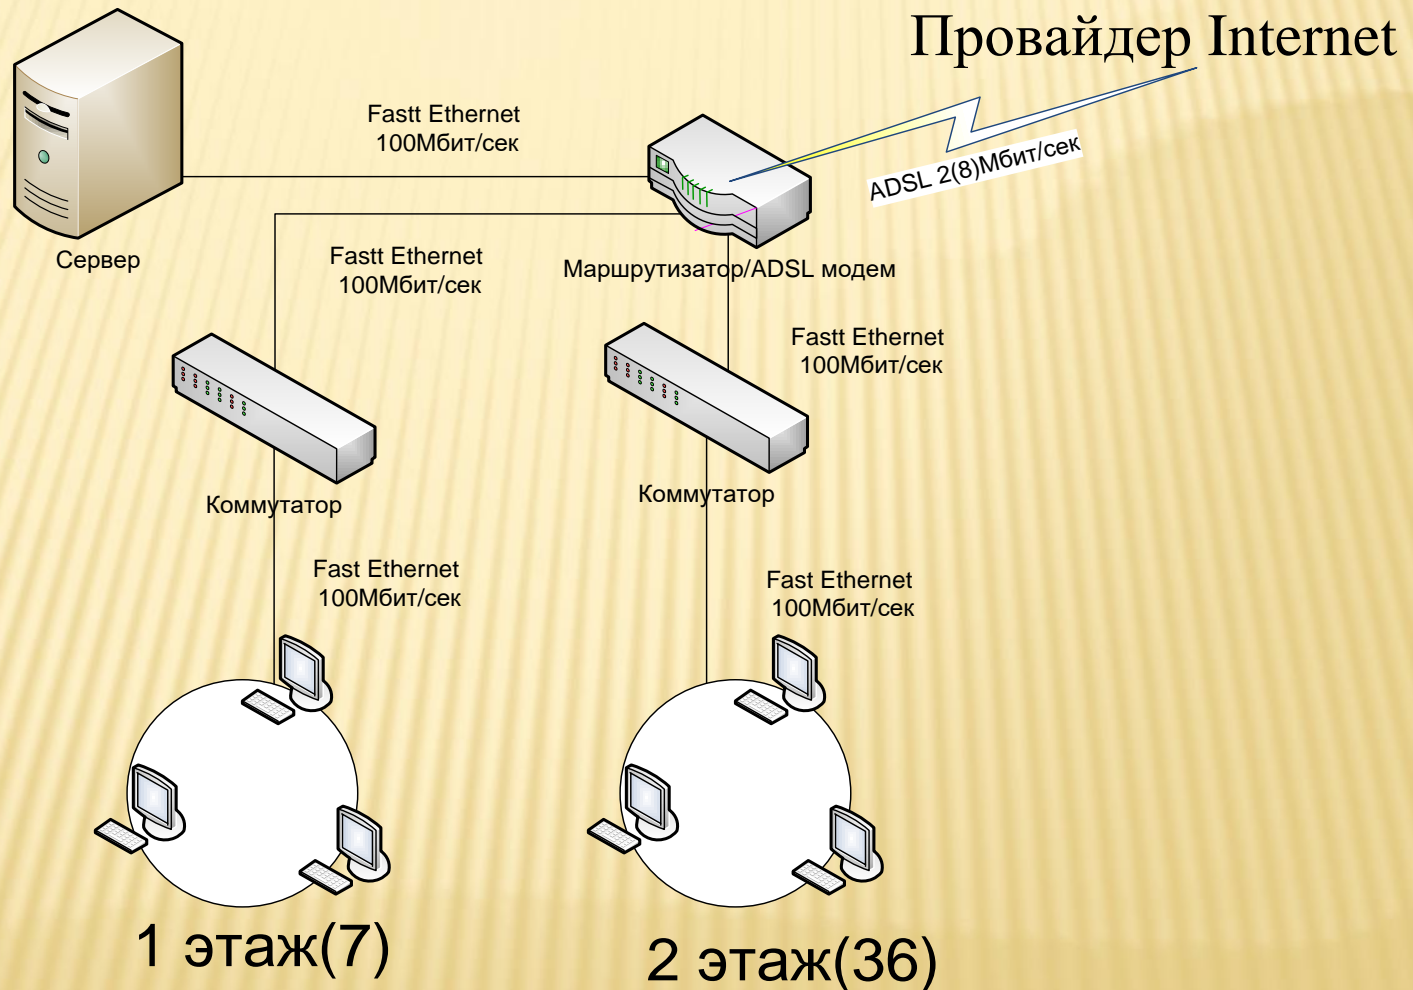 Провайдер Internet
Fastt Ethernet
100Мбит/сек
ADSL 2(8)Мбит/сек
Сервер
Fastt Ethernet
100Мбит/сек
Маршрутизатор/ADSL модем
Fastt Ethernet
100Мбит/сек
Коммутатор
Коммутатор
Fast Ethernet
100Мбит/сек
Fast Ethernet
100Мбит/сек
1 этаж(7)
2 этаж(36)